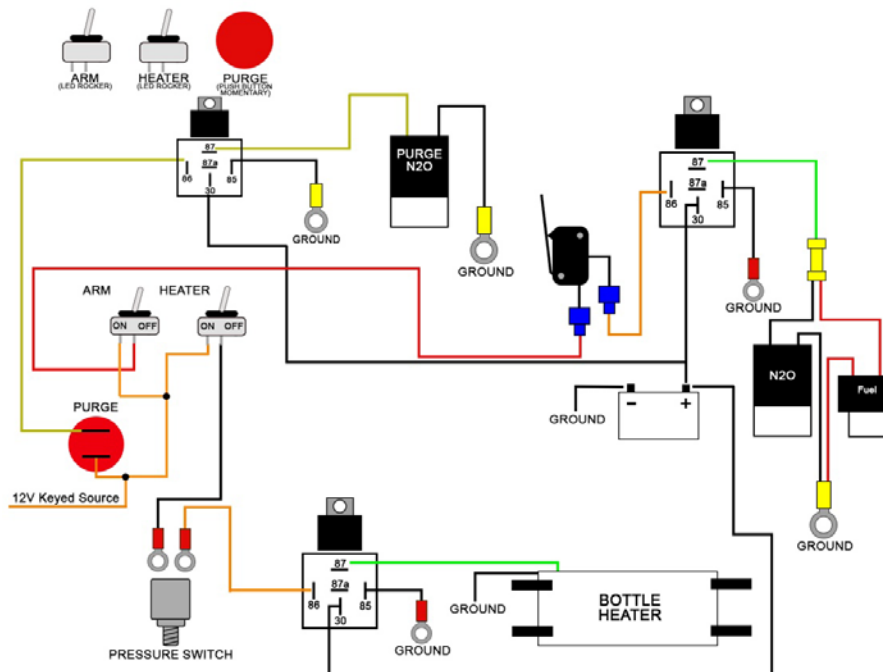 ARM
(LED ROCKER)
HEATER
(LED ROCKER)
PURGE
(PUSH BUTTON
MOMENTARY)
87
87a
86
85
30
GROUND
PURGE
N2O
GROUND
87
87a
86
85
30
GROUND
ARM
HEATER
ON OFF
ON OFF
PURGE
12V Keyed Source
GROUND
- +
N2O
Fuel
GROUND
PRESSURE SWITCH
87
87a
86
85
30
GROUND
GROUND
BOTTLE
HEATER